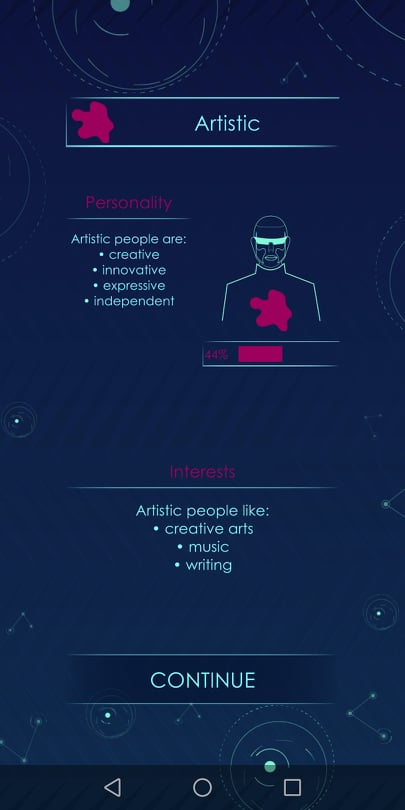 Artistic
Personality
Artistic people are:
• creative
• innovative
• expressive
• independent
44%
Interests
Artistic people like:
• creative arts
• music
• writing
CONTINUE